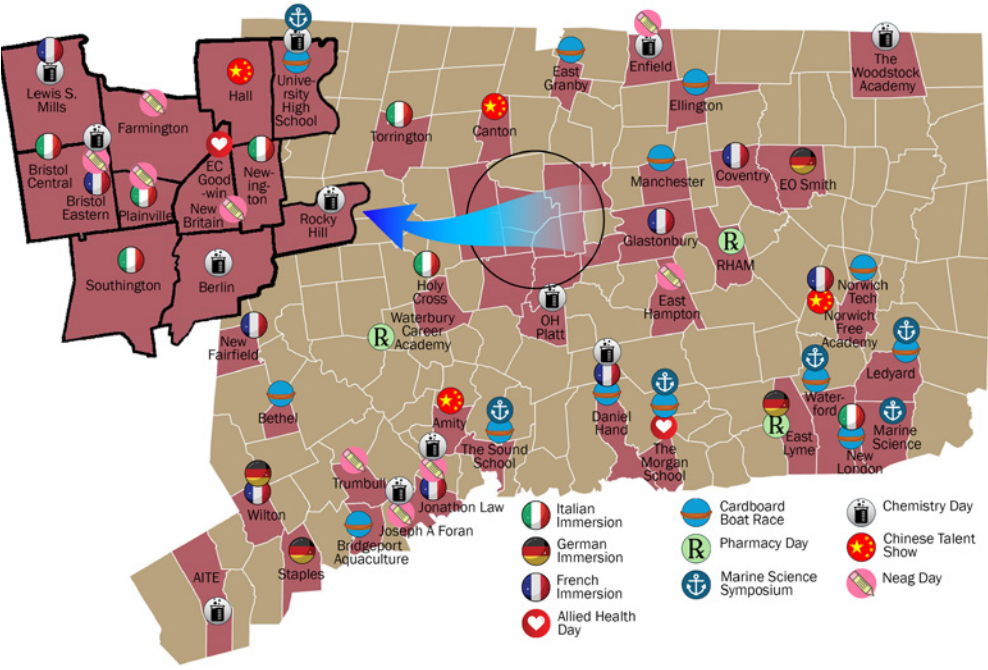 Lewis S.
Mills
Farmington
Hall
Unive-
rsity
High
School
Bristol
Central
Bristol
Eastern
Plainville
EC
Good
-win
New
Britain
New-
ing-
ton
Rocky
Hill
Southington
Berlin
Torrington
Canton
East
Granby
Enfield
Ellington
The
Woodstock
Academy
Manchester
Coventry
EO Smith
Glastonbury
RHAM
East
Hampton
Holy
Cross
Waterbury
Career
Academy
OH
Platt
New
Fairfield
Norwich
Tech
Norwich
Free
Academy
Ledyard
Bethel
Amity
The Sound
School
Daniel
Hand
The
Morgan
School
East
Lyme
Water-
ford
New
London
Marine
Science
Wilton
Trumbull
Jonathon Law
Joseph A Foran
Bridgeport
Aquaculture
Staples
AITE
Italian
Immersion
German
Immersion
French
Immersion
Allied Health
Day
Cardboard
Boat Race
Pharmacy Day
Marine Science
Symposium
Chemistry Day
Chinese Talent
Show
Neag Day
℞
℞
℞
℞